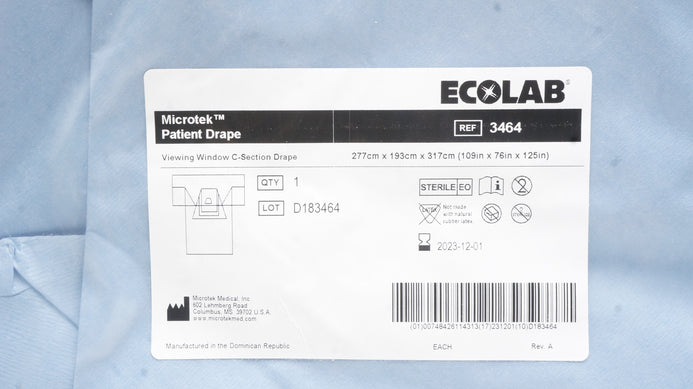 ECOLAB®
Microtek™
Patient Drape
REF 3464
Viewing Window C-Section Drape 277cm x 193cm x 317cm (109in x 76in x 125in)
QTY 1
LOT D183464
STERILE EO
LATEX Not made
with natural
rubber latex.
2023-12-01
Microtek Medical, Inc
602 Lehmberg Road
Columbus, MS 39702 U.S.A.
www.microtekmed.com
(01)00748426114313(17)231201(10)D183464
Manufactured in the Dominican Republic EACH Rev. A